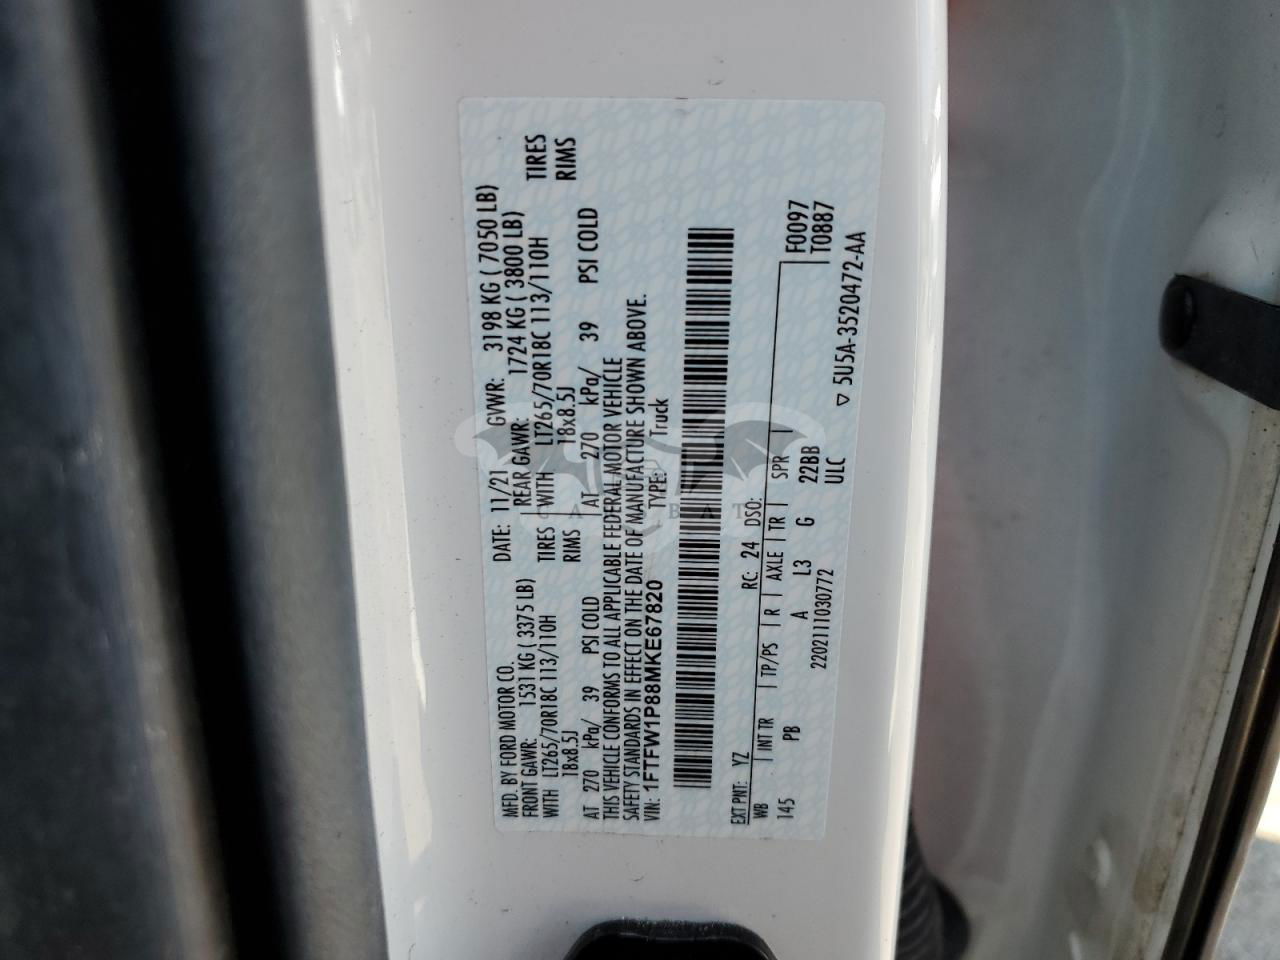 MFD. BY FORD MOTOR CO.
DATE: 11/21 GVWR: 3198 KG ( 7050 LB)
FRONT GAWR: 1531 KG ( 3375 LB) REAR GAWR: 1724 KG ( 3800 LB)
WITH LT265/70R18C 113/110H TIRES WITH LT265/70R18C 113/110H TIRES
18x8.5J RIMS 18x8.5J RIMS
AT 270 kPa/ 39 PSI COLD AT 270 kPa/ 39 PSI COLD
THIS VEHICLE CONFORMS TO ALL APPLICABLE FEDERAL MOTOR VEHICLE
SAFETY STANDARDS IN EFFECT ON THE DATE OF MANUFACTURE SHOWN ABOVE.
VIN: 1FTFW1P88MKE67820 TYPE: Truck
EXT PNT: YZ RC: 24 DSO:
WB INT TR TP/PS R AXLE TR SPR F0097
145 PB A L3 G 22BB T0887
2202111030772 ULC
▽ 5U5A-3520472-AA
CARBAT